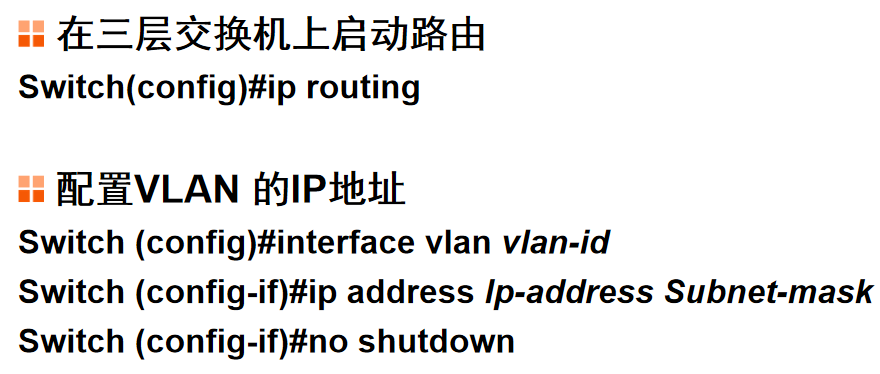 在三层交换机上启动路由
Switch(config)#ip routing
配置VLAN 的IP地址
Switch (config)#interface vlan vlan-id
Switch (config-if)#ip address Ip-address Subnet-mask
Switch (config-if)#no shutdown